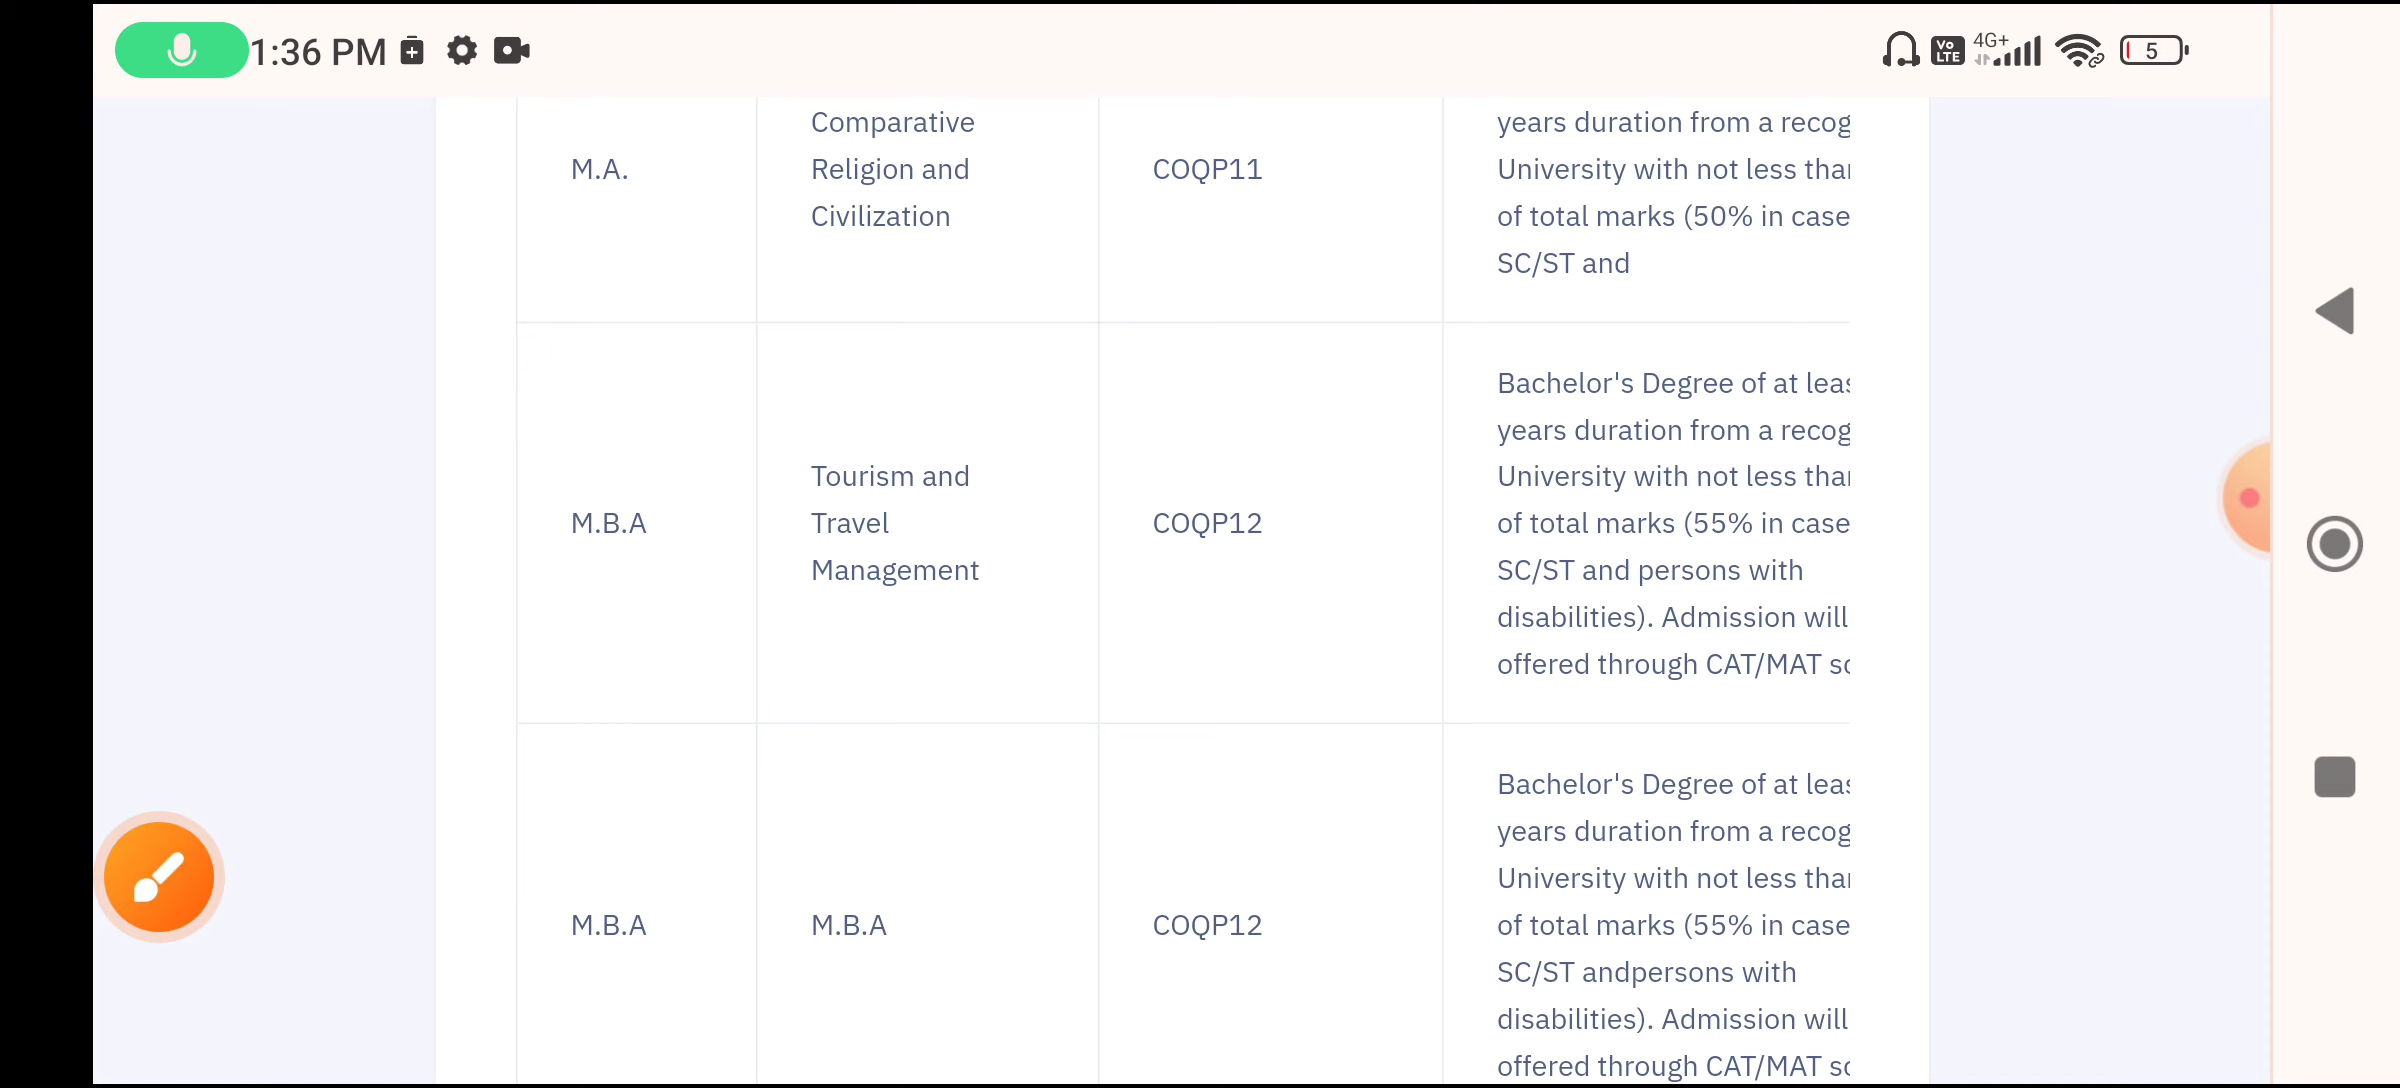 1:36 PM
Vo LTE 4G+ 5
Comparative
Religion and
Civilization
M.A.
COQP11
years duration from a recog
University with not less than
of total marks (50% in case
SC/ST and
M.B.A
Tourism and
Travel
Management
COQP12
Bachelor's Degree of at leas
years duration from a recog
University with not less than
of total marks (55% in case
SC/ST and persons with
disabilities). Admission will
offered through CAT/MAT sc
M.B.A
M.B.A
COQP12
Bachelor's Degree of at leas
years duration from a recog
University with not less than
of total marks (55% in case
SC/ST andpersons with
disabilities). Admission will
offered through CAT/MAT sc